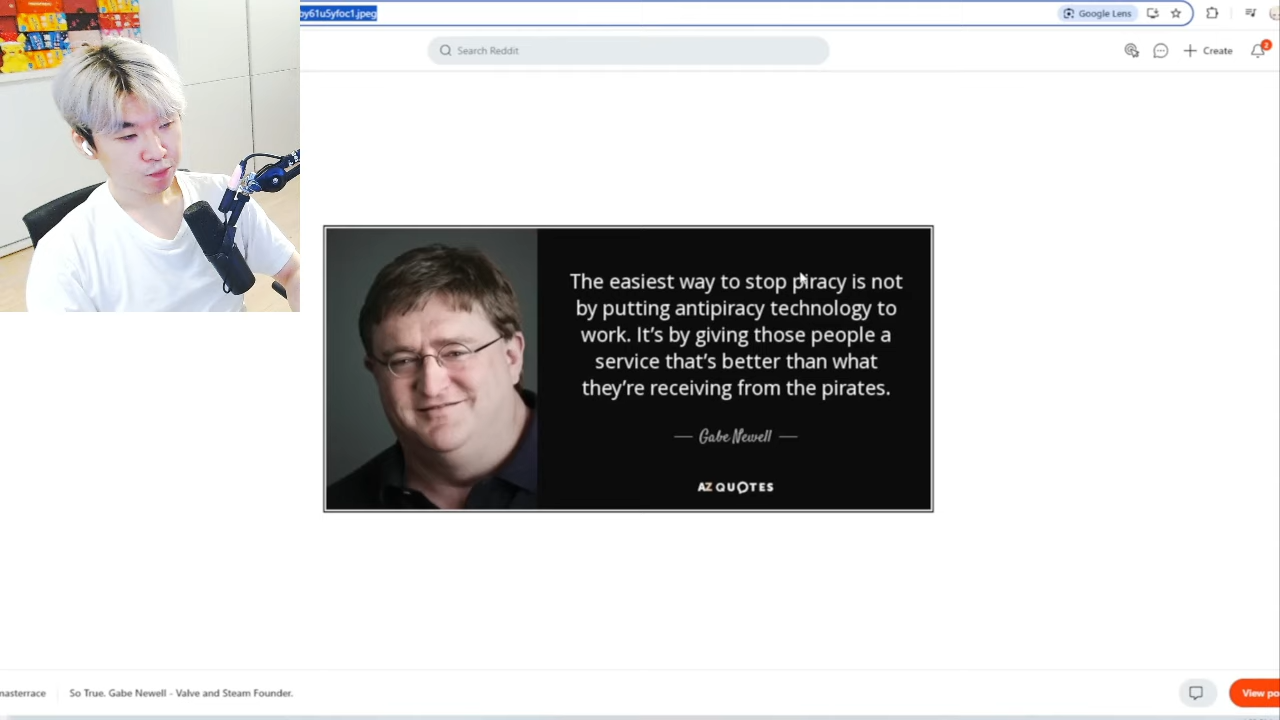 Google Lens
Search Reddit
Create
2
The easiest way to stop piracy is not
by putting antipiracy technology to
work. It's by giving those people a
service that's better than what
they're receiving from the pirates.
— Gabe Newell —
AZ QUOTES
masterrace
So True. Gabe Newell - Valve and Steam Founder.
View po